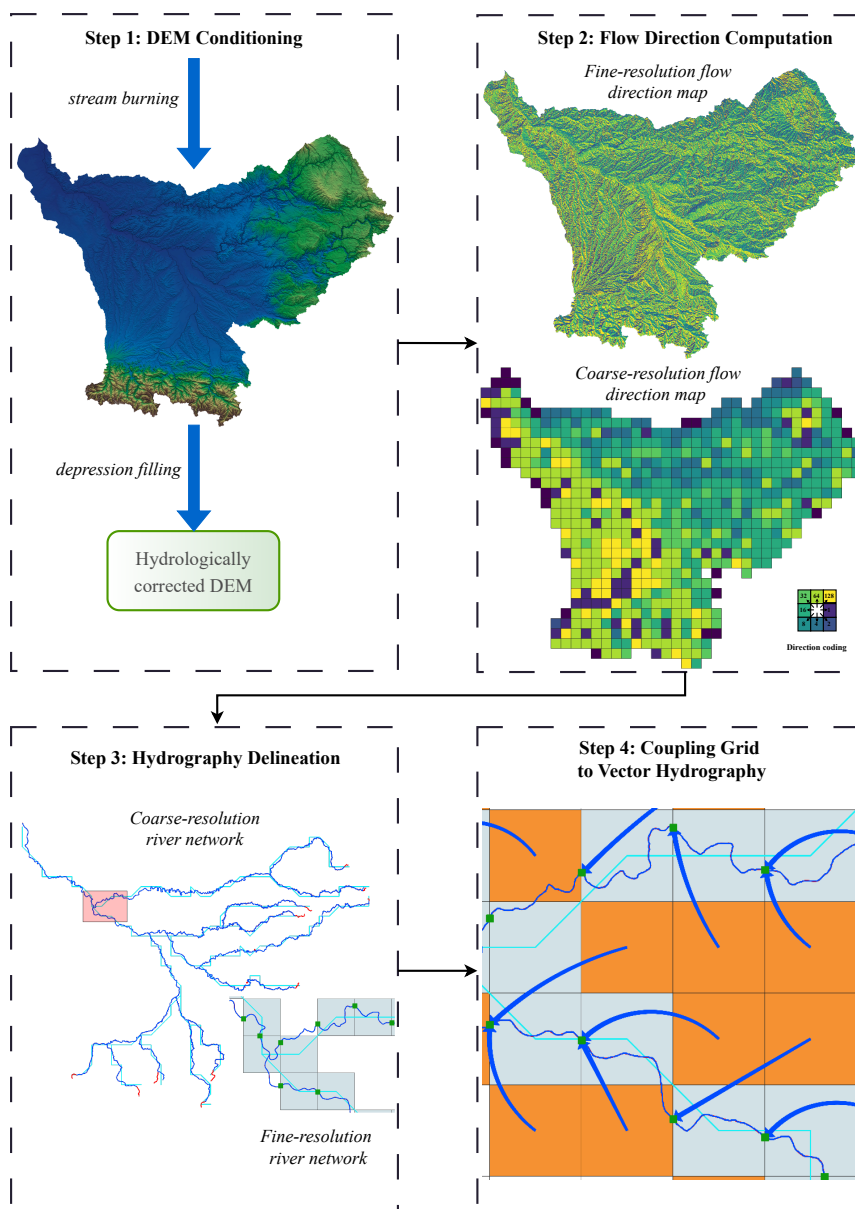 Step 1: DEM Conditioning
stream burning
depression filling
Hydrologically
corrected DEM
Step 2: Flow Direction Computation
Fine-resolution flow
direction map
Coarse-resolution flow
direction map
32 64 128
16 1
8 4 2
Direction coding
Step 3: Hydrography Delineation
Coarse-resolution
river network
Fine-resolution
river network
Step 4: Coupling Grid
to Vector Hydrography